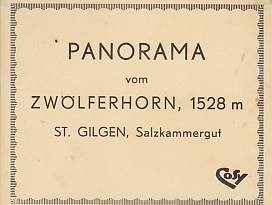 PANORAMA
vom
ZWÖLFERHORN, 1528 m
ST. GILGEN, Salzkammergut
Cosy